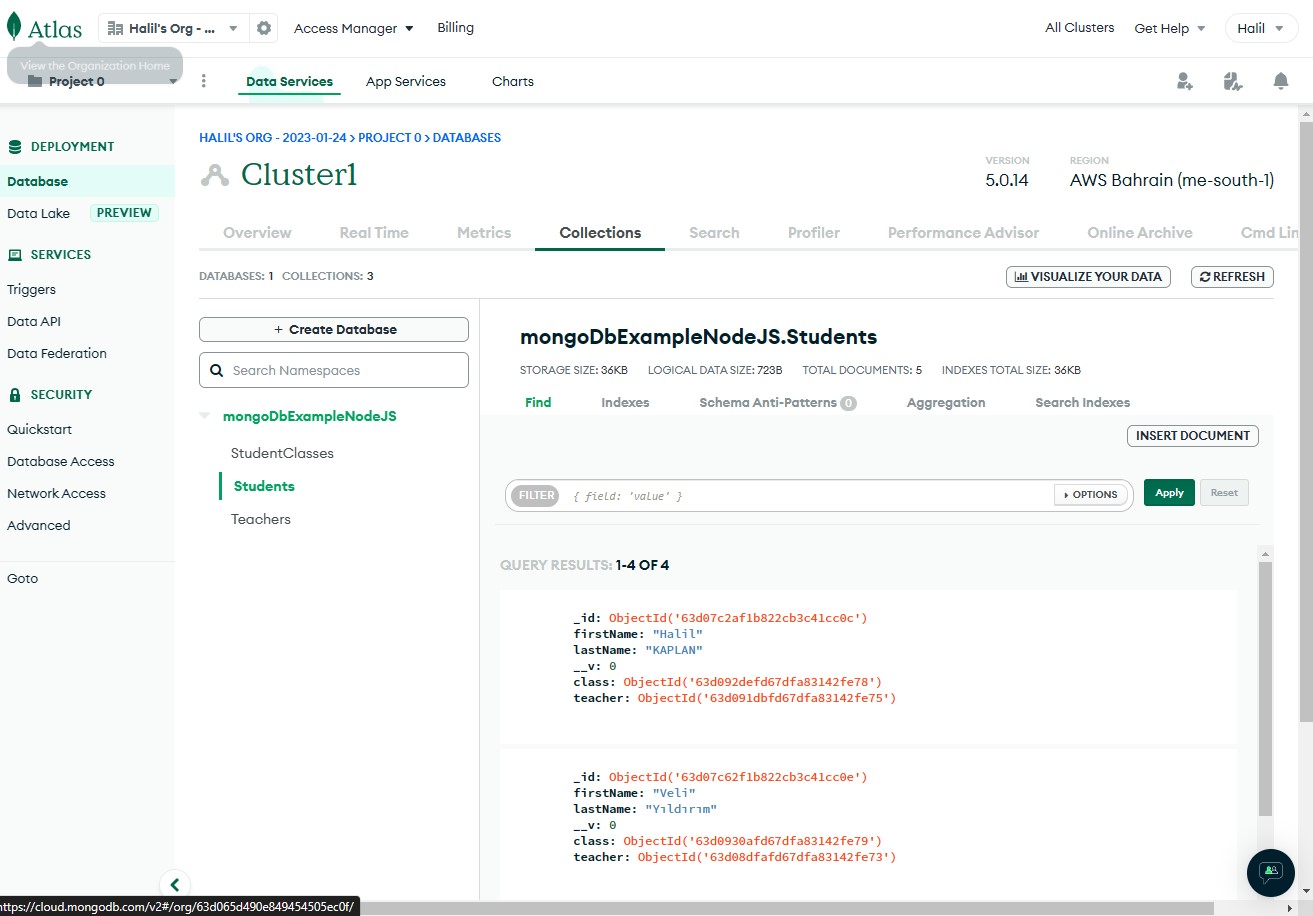 Atlas
Halil's Org - ...
Access Manager
Billing
All Clusters
Get Help
Halil
View the Organization Home
Project 0
Data Services
App Services
Charts
DEPLOYMENT
Database
Data Lake
PREVIEW
SERVICES
Triggers
Data API
Data Federation
SECURITY
Quickstart
Database Access
Network Access
Advanced
Goto
HALIL'S ORG - 2023-01-24 > PROJECT 0 > DATABASES
Cluster1
VERSION
5.0.14
REGION
AWS Bahrain (me-south-1)
Overview
Real Time
Metrics
Collections
Search
Profiler
Performance Advisor
Online Archive
Cmd Lin
DATABASES: 1 COLLECTIONS: 3
VISUALIZE YOUR DATA
REFRESH
+ Create Database
Search Namespaces
mongoDbExampleNodeJS
StudentClasses
Students
Teachers
mongoDbExampleNodeJS.Students
STORAGE SIZE: 36KB LOGICAL DATA SIZE: 723B TOTAL DOCUMENTS: 5 INDEXES TOTAL SIZE: 36KB
Find
Indexes
Schema Anti-Patterns 0
Aggregation
Search Indexes
INSERT DOCUMENT
FILTER
{ field: 'value' }
OPTIONS
Apply
Reset
QUERY RESULTS: 1-4 OF 4
_id: ObjectId('63d07c2af1b822cb3c41cc0c')
firstName: "Halil"
lastName: "KAPLAN"
__v: 0
class: ObjectId('63d092defd67dfa83142fe78')
teacher: ObjectId('63d091dbfd67dfa83142fe75')
_id: ObjectId('63d07c62f1b822cb3c41cc0e')
firstName: "Veli"
lastName: "Yıldırım"
__v: 0
class: ObjectId('63d0930afd67dfa83142fe79')
teacher: ObjectId('63d08dfafd67dfa83142fe73')
https://cloud.mongodb.com/v2#/org/63d065d490e849454505ec0f/